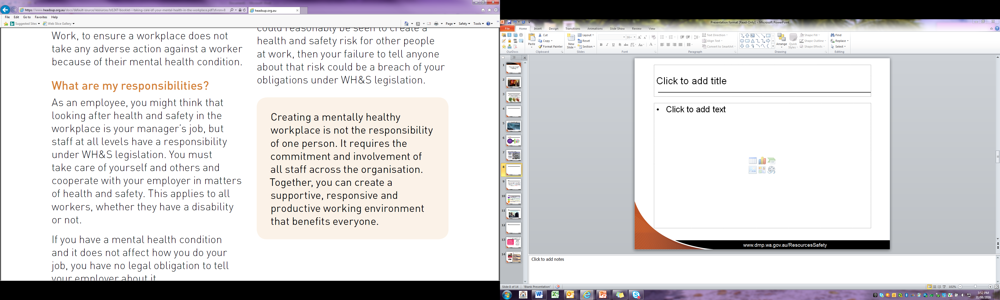 https://www.headsup.org.au/docs/default-source/resources/bl1247-booklet---taking-care-of-your-mental-health-in-the-workplace.pdf?sfvrsn=8
headsup.org.au
File Edit Go to Favorites Help
Suggested Sites Web Slice Gallery
Page Safety Tools
Work, to ensure a workplace does not
take any adverse action against a worker
because of their mental health condition.
What are my responsibilities?
As an employee, you might think that
looking after health and safety in the
workplace is your manager's job, but
staff at all levels have a responsibility
under WH&S legislation. You must
take care of yourself and others and
cooperate with your employer in matters
of health and safety. This applies to all
workers, whether they have a disability
or not.
If you have a mental health condition
and it does not affect how you do your
job, you have no legal obligation to tell
your employer about it
could reasonably be seen to create a
health and safety risk for other people
at work, then your failure to tell anyone
about that risk could be a breach of your
obligations under WH&S legislation.
Creating a mentally healthy
workplace is not the responsibility
of one person. It requires the
commitment and involvement of
all staff across the organisation.
Together, you can create a
supportive, responsive and
productive working environment
that benefits everyone.
Presentation format [Read-Only] - Microsoft PowerPoint
File Home Insert Design Transitions Animations Slide Show Review View
Cut
Copy
Format Painter
Paste
New
Slide
Layout
Reset
Section
16
B I U S abc AV Aa A
Text Direction
Align Text
Convert to SmartArt
Arrange
Quick
Styles
Shape Fill
Shape Outline
Shape Effects
Find
Replace
Select
OurDocs Clipboard Slides Font Paragraph Drawing Editing
1
2
3
4
5
6
7
8
9
10
11
12
13
14
Click to add title
• Click to add text
www.dmp.wa.gov.au/ResourcesSafety
Click to add notes
Slide 8 of 14 "Blank Presentation" 102%
3:52 PM
31/08/2016